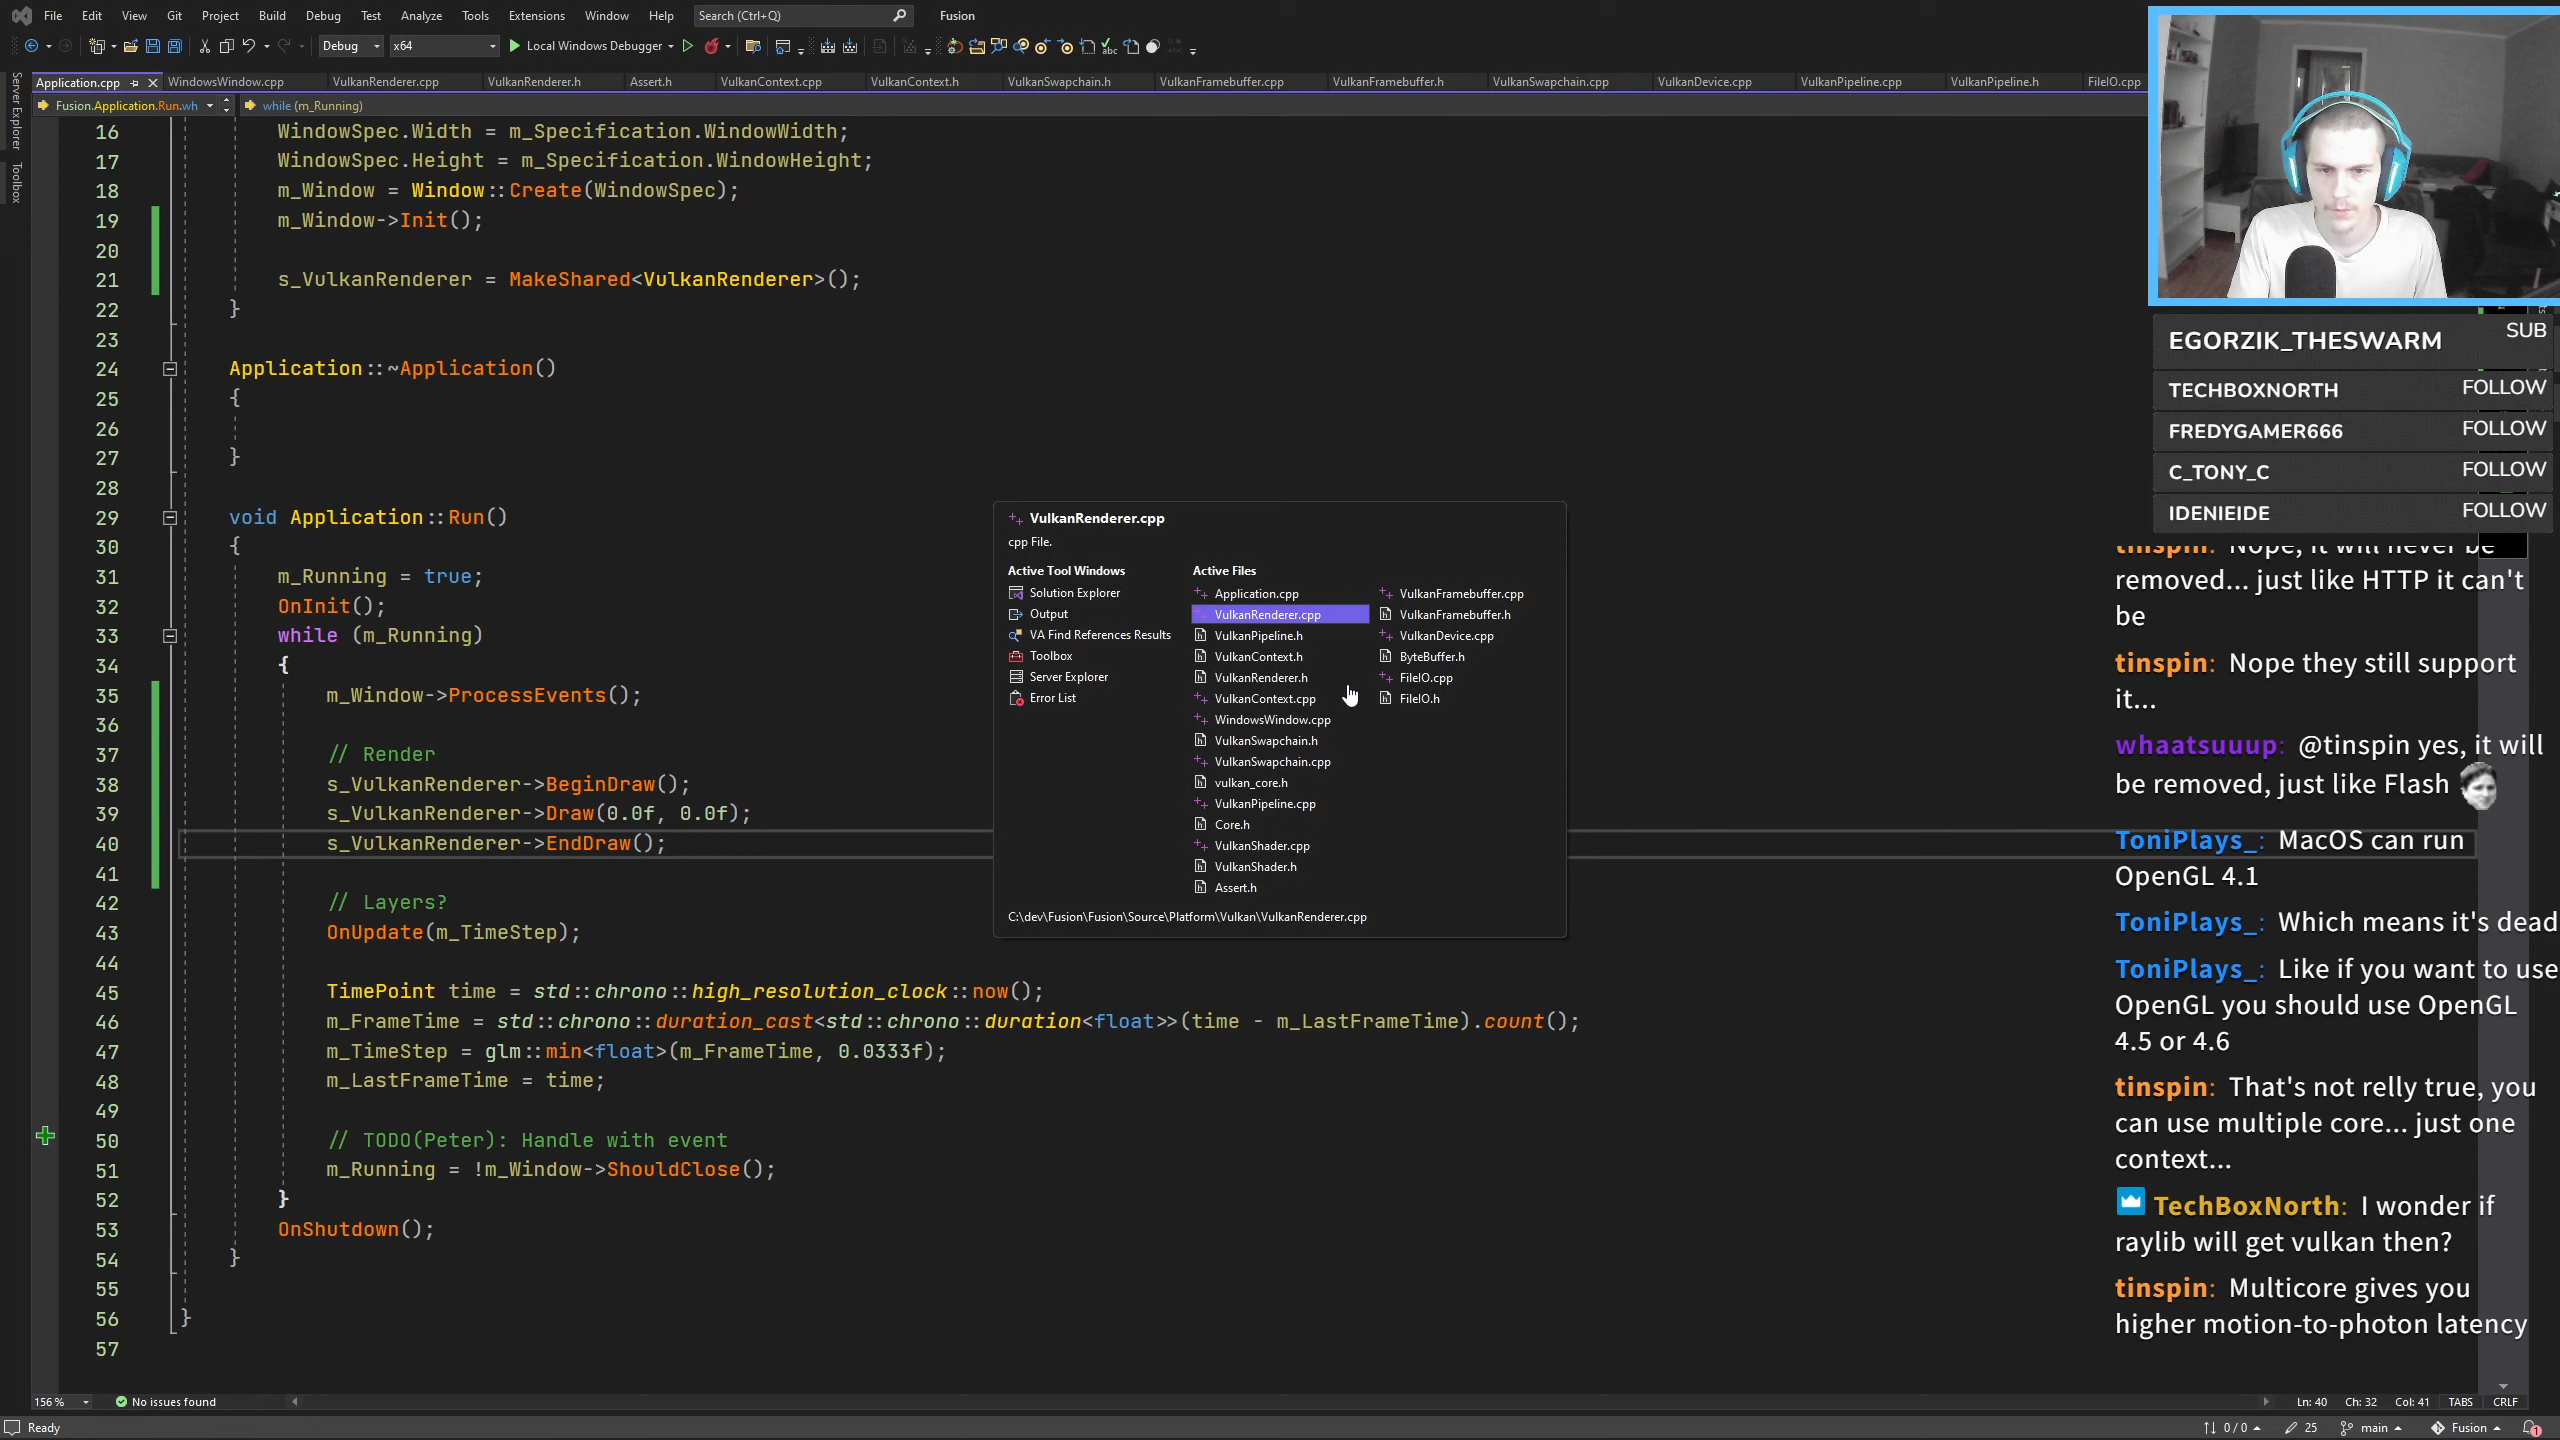 File Edit View Git Project Build Debug Test Analyze Tools Extensions Window Help Search (Ctrl+Q) Fusion
Debug x64 Local Windows Debugger
Application.cpp WindowsWindow.cpp VulkanRenderer.cpp VulkanRenderer.h Assert.h VulkanContext.cpp VulkanContext.h VulkanSwapchain.h VulkanFramebuffer.cpp VulkanFramebuffer.h VulkanSwapchain.cpp VulkanDevice.cpp VulkanPipeline.cpp VulkanPipeline.h FileIO.cpp
Fusion.Application.Run.wh while (m_Running)
Server Explorer
Toolbox
16 WindowSpec.Width = m_Specification.WindowWidth;
17 WindowSpec.Height = m_Specification.WindowHeight;
18 m_Window = Window::Create(WindowSpec);
19 m_Window->Init();
20
21 s_VulkanRenderer = MakeShared<VulkanRenderer>();
22 }
23
24 Application::~Application()
25 {
26
27 }
28
29 void Application::Run()
30 {
31 m_Running = true;
32 OnInit();
33 while (m_Running)
34 {
35 m_Window->ProcessEvents();
36
37 // Render
38 s_VulkanRenderer->BeginDraw();
39 s_VulkanRenderer->Draw(0.0f, 0.0f);
40 s_VulkanRenderer->EndDraw();
41
42 // Layers?
43 OnUpdate(m_TimeStep);
44
45 TimePoint time = std::chrono::high_resolution_clock::now();
46 m_FrameTime = std::chrono::duration_cast<std::chrono::duration<float>>(time - m_LastFrameTime).count();
47 m_TimeStep = glm::min<float>(m_FrameTime, 0.0333f);
48 m_LastFrameTime = time;
49
50 // TODO(Peter): Handle with event
51 m_Running = !m_Window->ShouldClose();
52 }
53 OnShutdown();
54 }
55
56 }
57
VulkanRenderer.cpp
cpp File.
Active Tool Windows
Solution Explorer
Output
VA Find References Results
Toolbox
Server Explorer
Error List
Active Files
Application.cpp
VulkanRenderer.cpp
VulkanPipeline.h
VulkanContext.h
VulkanRenderer.h
VulkanContext.cpp
WindowsWindow.cpp
VulkanSwapchain.h
VulkanSwapchain.cpp
vulkan_core.h
VulkanPipeline.cpp
Core.h
VulkanShader.cpp
VulkanShader.h
Assert.h
VulkanFramebuffer.cpp
VulkanFramebuffer.h
VulkanDevice.cpp
ByteBuffer.h
FileIO.cpp
FileIO.h
C:\dev\Fusion\Fusion\Source\Platform\Vulkan\VulkanRenderer.cpp
EGORZIK_THESWARM SUB
TECHBOXNORTH FOLLOW
FREDYGAMER666 FOLLOW
C_TONY_C FOLLOW
IDENIEIDE FOLLOW
tinspin: Nope, it will never be
removed... just like HTTP it can't
be
tinspin: Nope they still support
it...
whaatsuuup: @tinspin yes, it will
be removed, just like Flash
ToniPlays_: MacOS can run
OpenGL 4.1
ToniPlays_: Which means it's dead
ToniPlays_: Like if you want to use
OpenGL you should use OpenGL
4.5 or 4.6
tinspin: That's not relly true, you
can use multiple core... just one
context...
TechBoxNorth: I wonder if
raylib will get vulkan then?
tinspin: Multicore gives you
higher motion-to-photon latency
156 % No issues found Ln: 40 Ch: 32 Col: 41 TABS CRLF
Ready 0 / 0 25 main Fusion 1